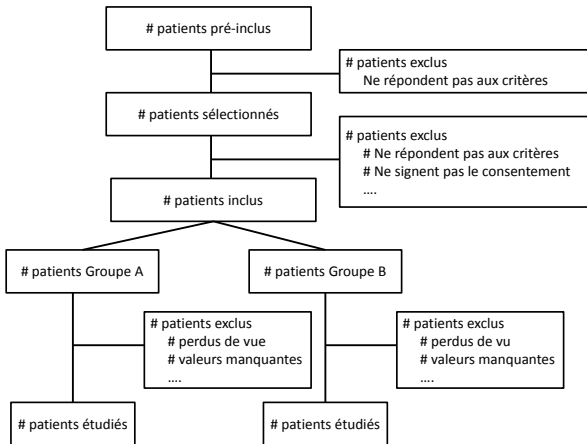 # patients pré-inclus
# patients exclus
Ne répondent pas aux critères
# patients sélectionnés
# patients exclus
# Ne répondent pas aux critères
# Ne signent pas le consentement
....
# patients inclus
# patients Groupe A
# patients Groupe B
# patients exclus
# perdus de vue
# valeurs manquantes
....
# patients exclus
# perdus de vu
# valeurs manquantes
....
# patients étudiés
# patients étudiés